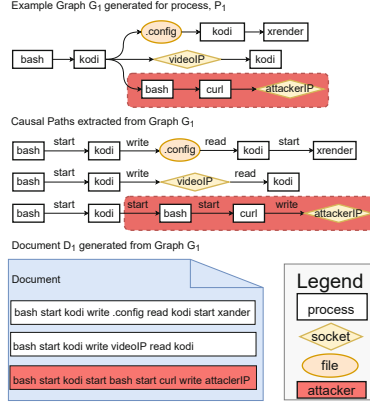 Example Graph G1 generated for process, P1
.config kodi xrender
bash kodi videoIP kodi
bash curl attackerIP
Causal Paths extracted from Graph G1
start write read start
bash kodi .config kodi xrender
start write read
bash kodi videoIP kodi
start start start write
bash kodi bash curl attackerIP
Document D1 generated from Graph G1
Document
bash start kodi write .config read kodi start xander
bash start kodi write videoIP read kodi
bash start kodi start bash start curl write attaclerIP
Legend
process
socket
file
attacker